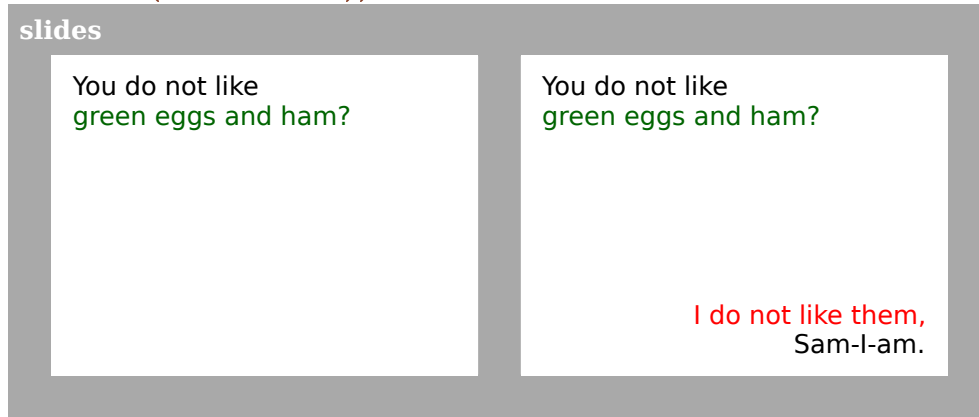 slides
You do not like
green eggs and ham?
You do not like
green eggs and ham?
I do not like them,
Sam-I-am.